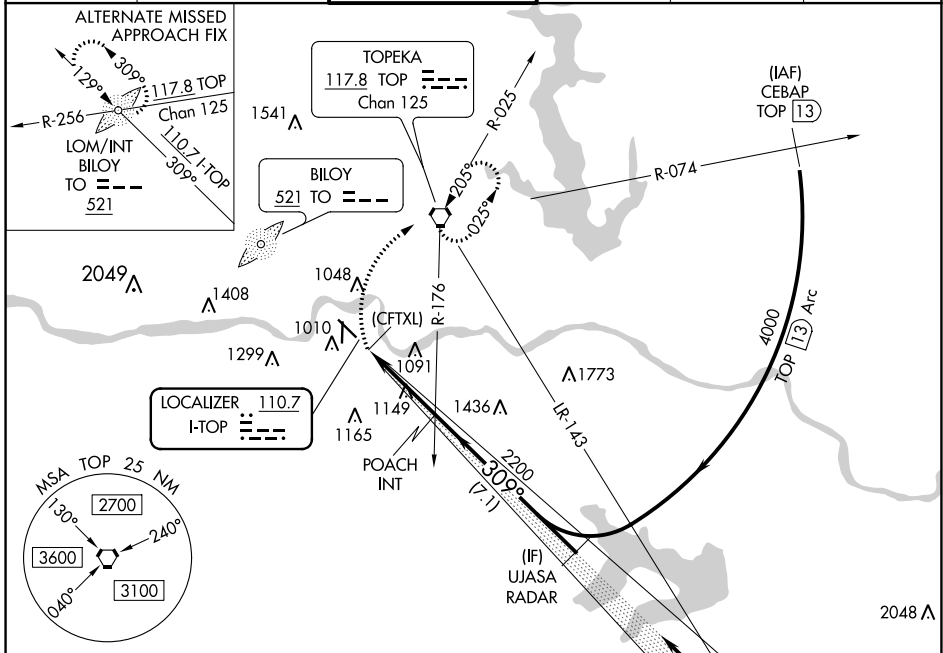 ALTERNATE MISSED
APPROACH FIX
129°
309°
117.8 TOP
Chan 125
R-256
110.7 I-TOP
309°
LOM/INT
BILOY
TO
521
TOPEKA
117.8 TOP
Chan 125
R-025
(IAF)
CEBAP
TOP 13
1541
R-074
BILOY
521 TO
205°
025°
2049
1408
1048
R-176
4000
TOP 13 Arc
1010
(CFTXL)
1299
1091
1773
LOCALIZER 110.7
I-TOP
1149
1436
LR-143
1165
POACH
INT
2200
309°
(7.1)
MSA TOP 25 NM
130°
2700
240°
3600
3100
040°
(IF)
UJASA
RADAR
2048